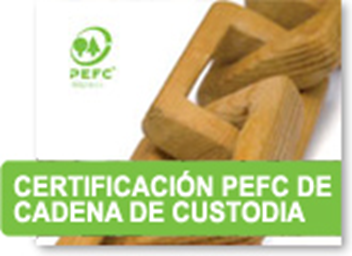 PEFC
CERTIFICACIÓN PEFC DE
CADENA DE CUSTODIA